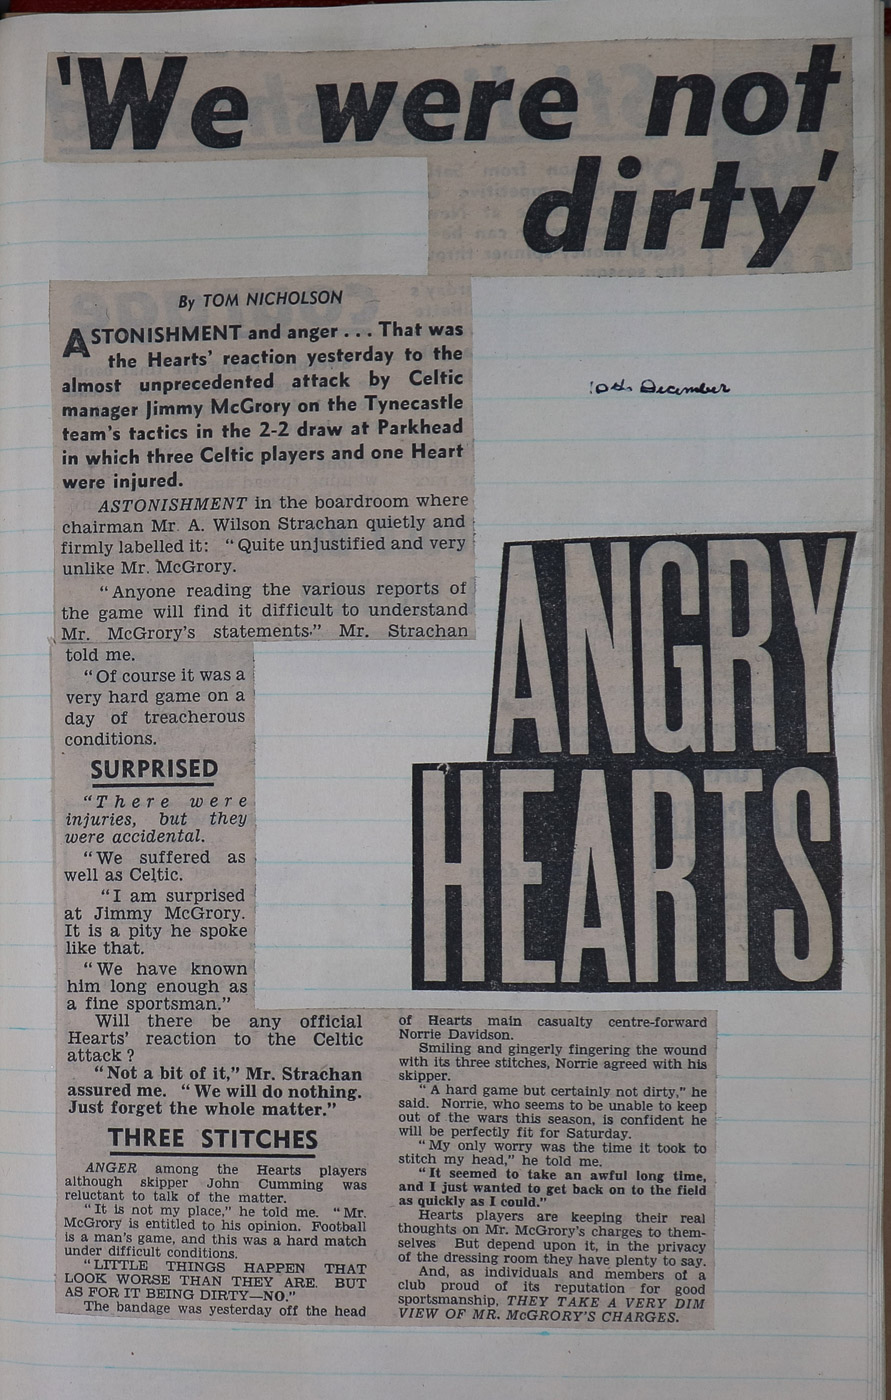 'We were not
dirty'
By TOM NICHOLSON
ASTONISHMENT and anger . . . That was
the Hearts' reaction yesterday to the
almost unprecedented attack by Celtic
manager Jimmy McGrory on the Tynecastle
team's tactics in the 2-2 draw at Parkhead
in which three Celtic players and one Heart
were injured.
ASTONISHMENT in the boardroom where
chairman Mr. A. Wilson Strachan quietly and
firmly labelled it: "Quite unjustified and very
unlike Mr. McGrory.
"Anyone reading the various reports of
the game will find it difficult to understand
Mr. McGrory's statements." Mr. Strachan
told me.
"Of course it was a
very hard game on a
day of treacherous
conditions.
SURPRISED
"There were
injuries, but they
were accidental.
"We suffered as
well as Celtic.
"I am surprised
at Jimmy McGrory.
It is a pity he spoke
like that.
"We have known
him long enough as
a fine sportsman."
Will there be any official
Hearts' reaction to the Celtic
attack?
"Not a bit of it," Mr. Strachan
assured me. "We will do nothing.
Just forget the whole matter."
THREE STITCHES
ANGER among the Hearts players
although skipper John Cumming was
reluctant to talk of the matter.
"It is not my place," he told me. "Mr.
McGrory is entitled to his opinion. Football
is a man's game, and this was a hard match
under difficult conditions.
"LITTLE THINGS HAPPEN THAT
LOOK WORSE THAN THEY ARE. BUT
AS FOR IT BEING DIRTY—NO."
The bandage was yesterday off the head
of Hearts main casualty centre-forward
Norrie Davidson.
Smiling and gingerly fingering the wound
with its three stitches, Norrie agreed with his
skipper.
"A hard game but certainly not dirty," he
said. Norrie, who seems to be unable to keep
out of the wars this season, is confident he
will be perfectly fit for Saturday.
"My only worry was the time it took to
stitch my head," he told me.
"It seemed to take an awful long time,
and I just wanted to get back on to the field
as quickly as I could."
Hearts players are keeping their real
thoughts on Mr. McGrory's charges to them-
selves But depend upon it, in the privacy
of the dressing room they have plenty to say.
And, as individuals and members of a
club proud of its reputation for good
sportsmanship, THEY TAKE A VERY DIM
VIEW OF MR. McGRORY'S CHARGES.
10th December
ANGRY
HEARTS